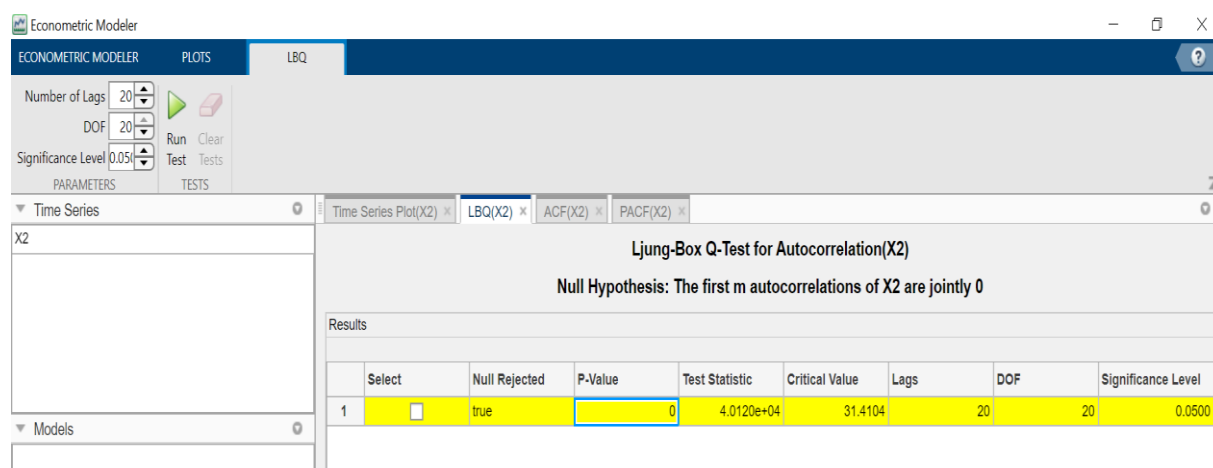 Econometric Modeler
ECONOMETRIC MODELER PLOTS LBQ
Number of Lags 20
DOF 20
Significance Level 0.05
Run Test
Clear Tests
PARAMETERS TESTS
Time Series
X2
Models
Time Series Plot(X2) LBQ(X2) ACF(X2) PACF(X2)
Ljung-Box Q-Test for Autocorrelation(X2)
Null Hypothesis: The first m autocorrelations of X2 are jointly 0
Results
Select Null Rejected P-Value Test Statistic Critical Value Lags DOF Significance Level
1 true 0 4.0120e+04 31.4104 20 20 0.0500